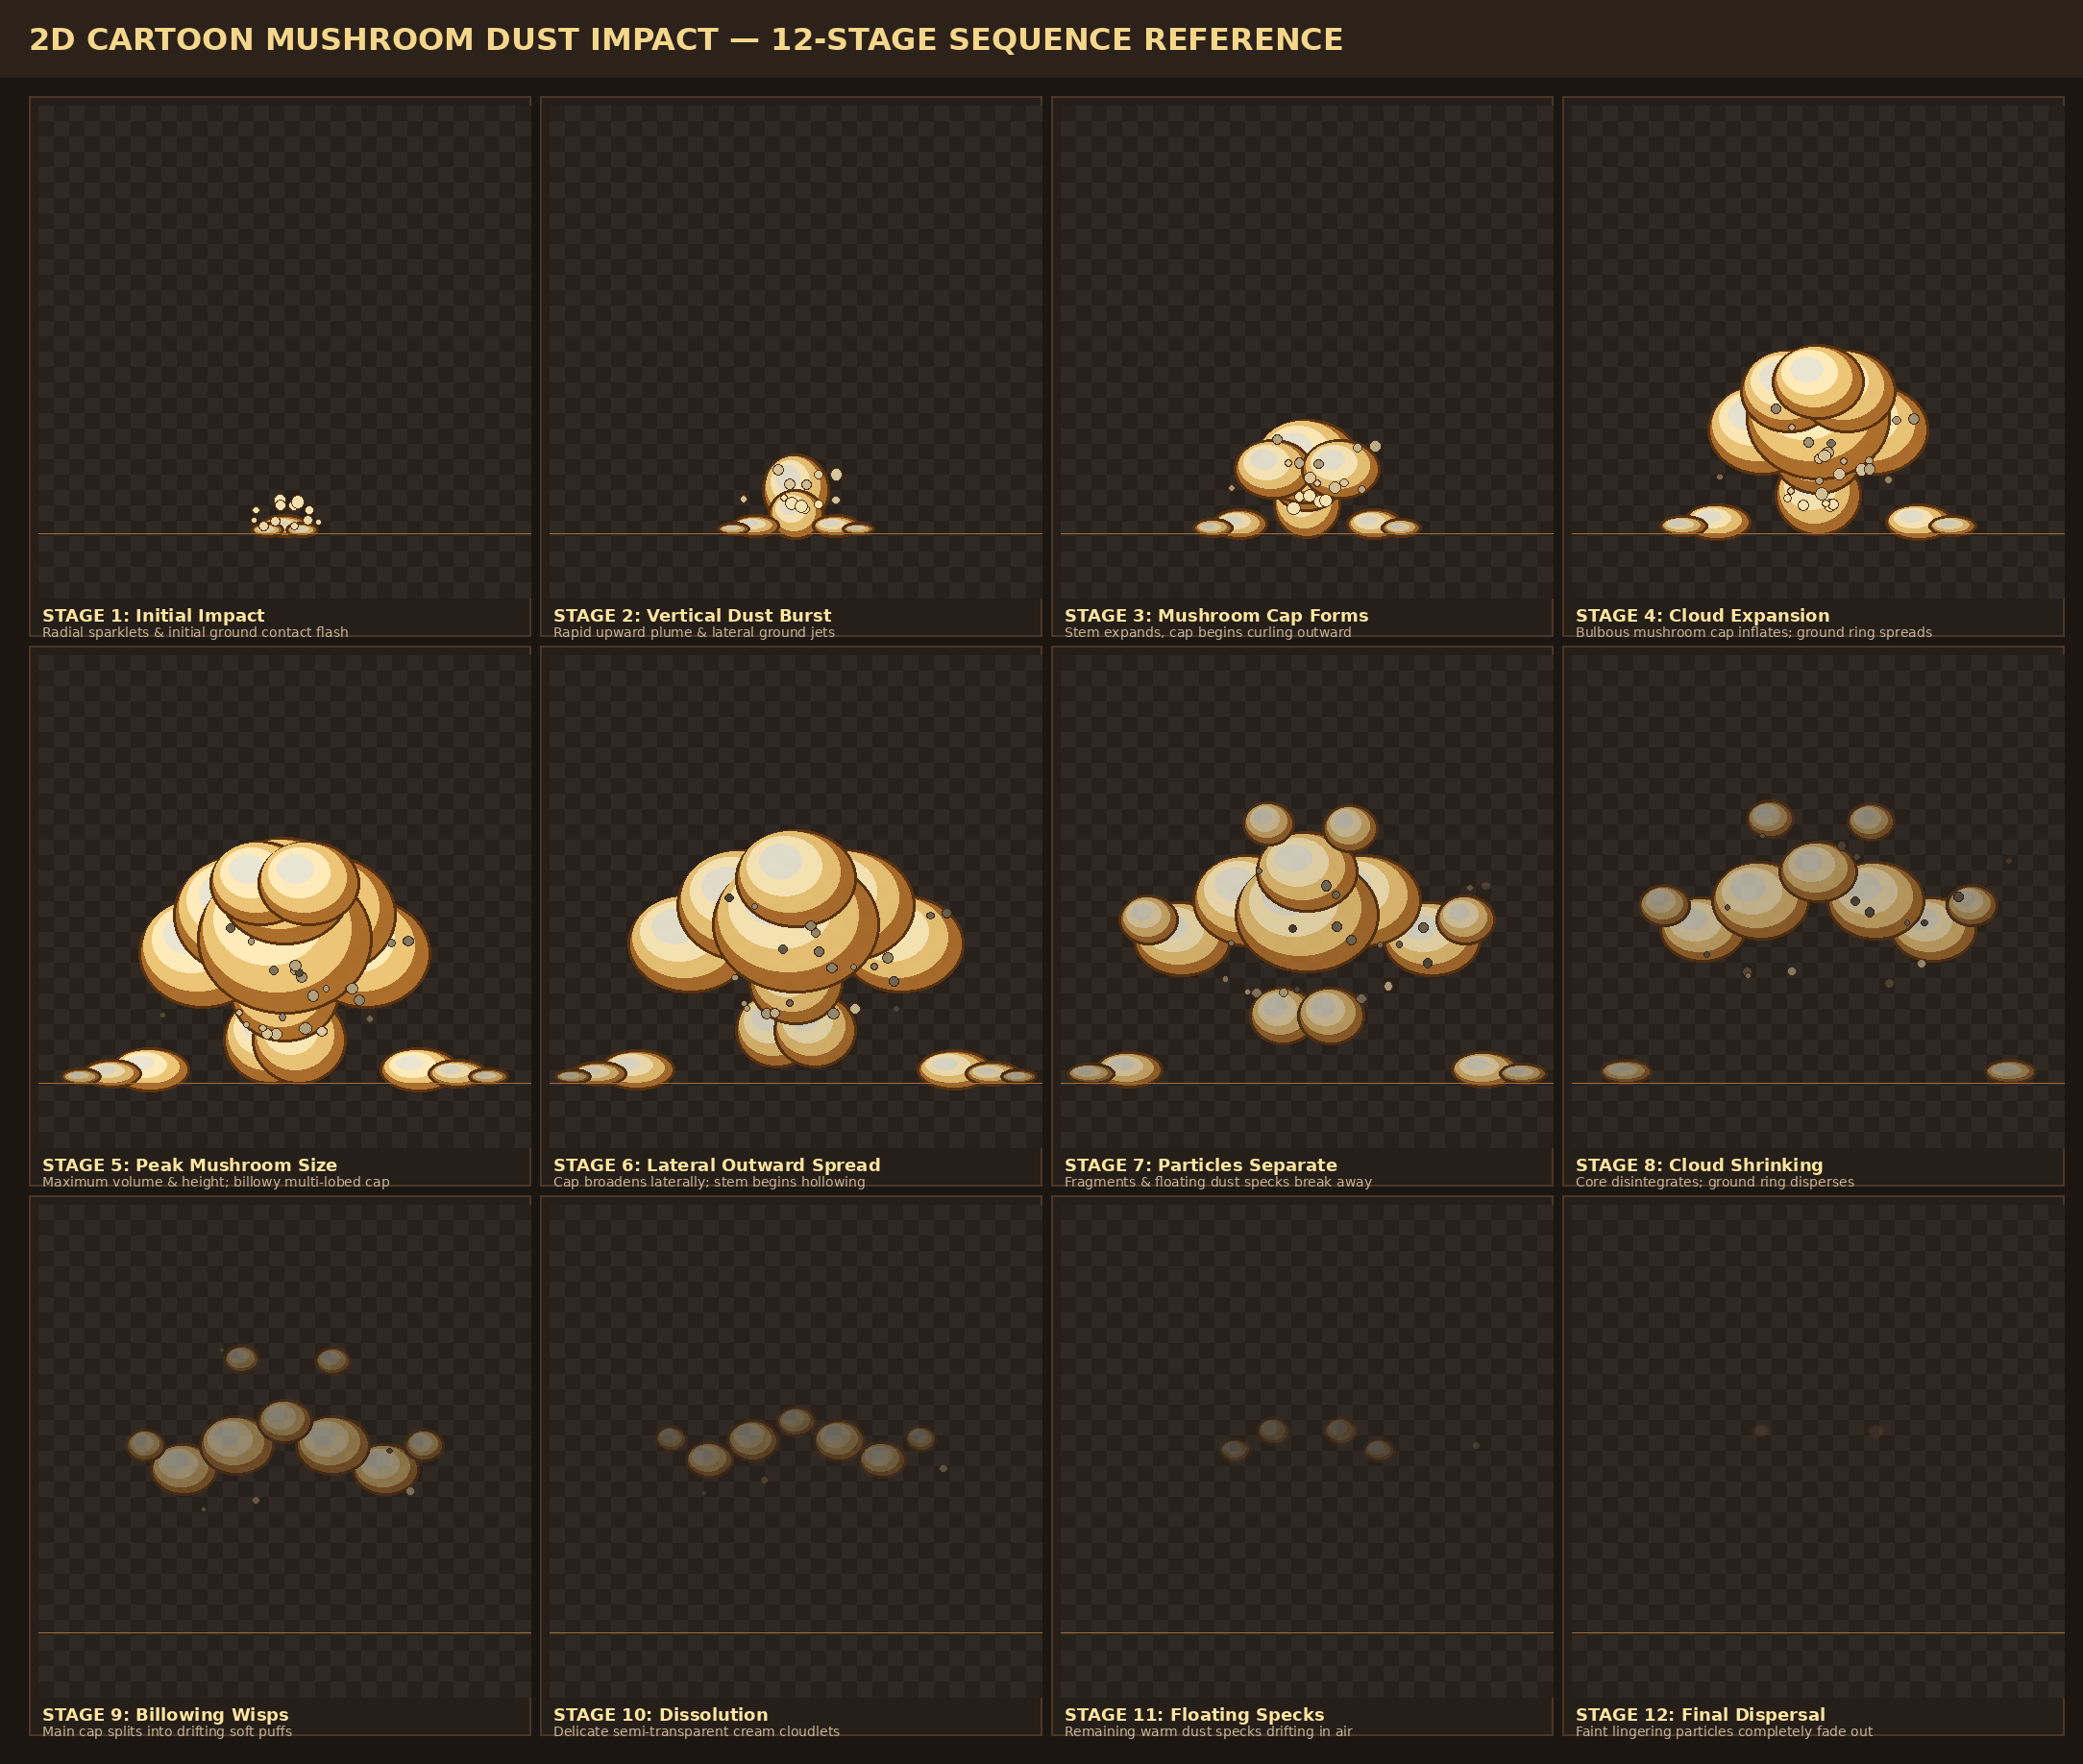 2D CARTOON MUSHROOM DUST IMPACT — 12-STAGE SEQUENCE REFERENCE
STAGE 1: Initial Impact
Radial sparklets & initial ground contact flash
STAGE 2: Vertical Dust Burst
Rapid upward plume & lateral ground jets
STAGE 3: Mushroom Cap Forms
Stem expands, cap begins curling outward
STAGE 4: Cloud Expansion
Bulbous mushroom cap inflates; ground ring spreads
STAGE 5: Peak Mushroom Size
Maximum volume & height; billowy multi-lobed cap
STAGE 6: Lateral Outward Spread
Cap broadens laterally; stem begins hollowing
STAGE 7: Particles Separate
Fragments & floating dust specks break away
STAGE 8: Cloud Shrinking
Core disintegrates; ground ring disperses
STAGE 9: Billowing Wisps
Main cap splits into drifting soft puffs
STAGE 10: Dissolution
Delicate semi-transparent cream cloudlets
STAGE 11: Floating Specks
Remaining warm dust specks drifting in air
STAGE 12: Final Dispersal
Faint lingering particles completely fade out